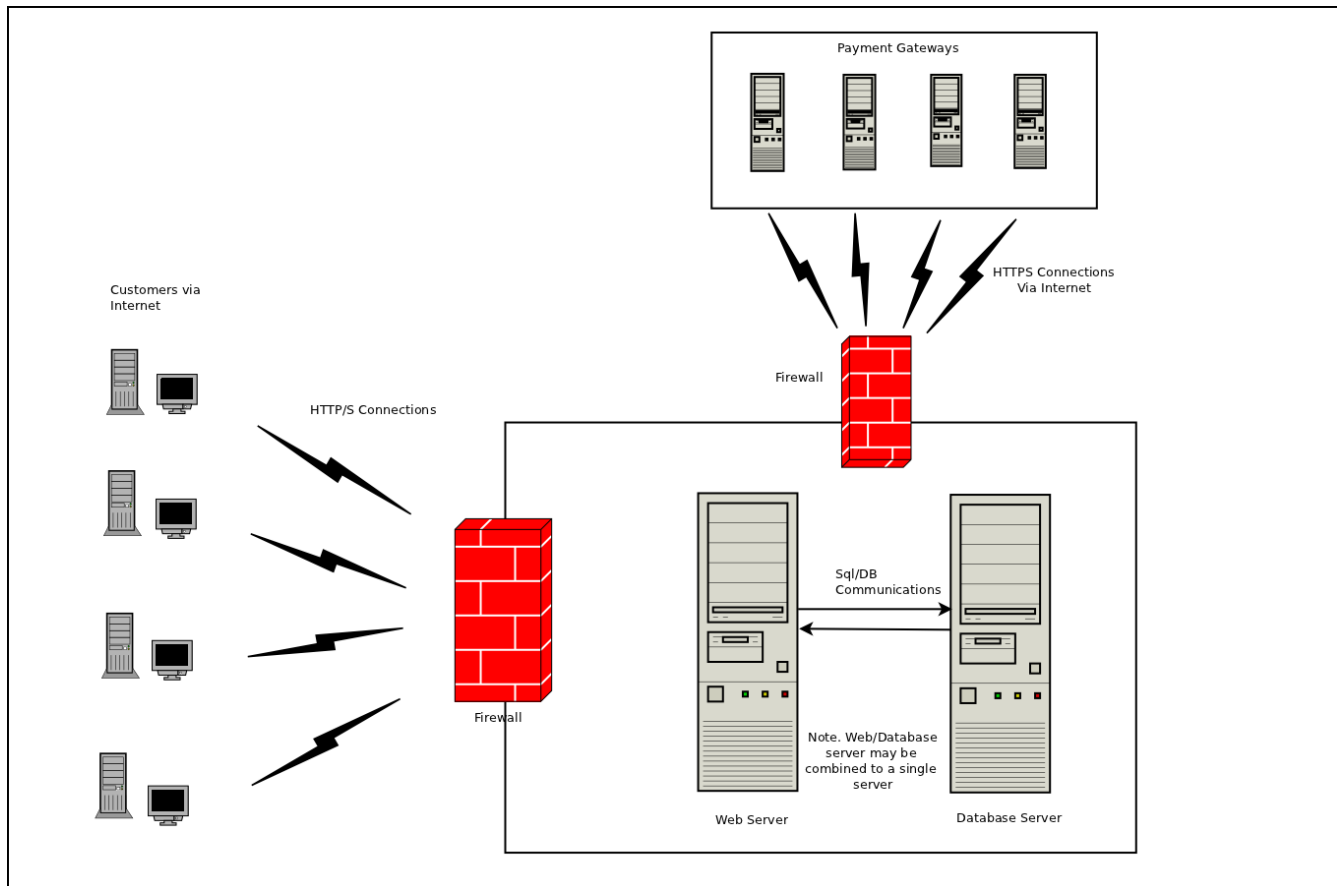 Payment Gateways
HTTPS Connections
Via Internet
Customers via
Internet
Firewall
HTTP/S Connections
Sql/DB
Communications
Firewall
Note. Web/Database
server may be
combined to a single
server
Web Server
Database Server